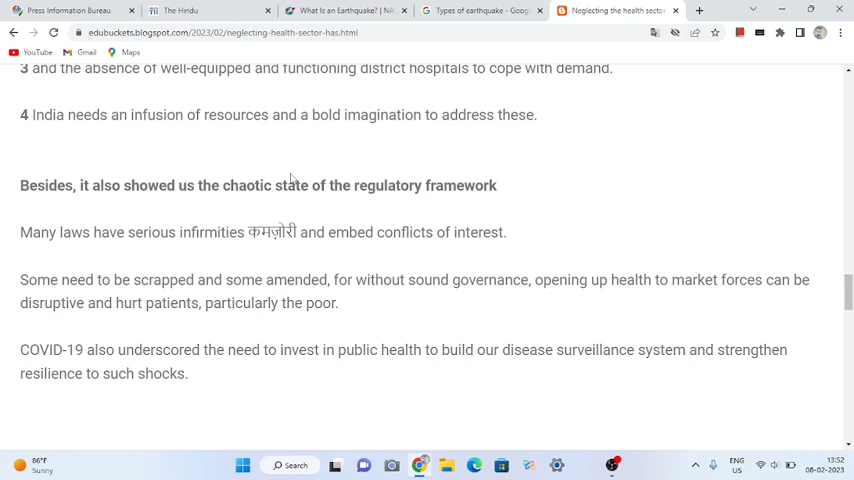 Press Information Bureau
The Hindu
What Is an Earthquake? | NA
Types of earthquake - Goog
Neglecting the health sector
edubuckets.blogspot.com/2023/02/neglecting-health-sector-has.html
YouTube
Gmail
Maps
3 and the absence of well-equipped and functioning district hospitals to cope with demand.
4 India needs an infusion of resources and a bold imagination to address these.
Besides, it also showed us the chaotic state of the regulatory framework
Many laws have serious infirmities कमज़ोरी and embed conflicts of interest.
Some need to be scrapped and some amended, for without sound governance, opening up health to market forces can be
disruptive and hurt patients, particularly the poor.
COVID-19 also underscored the need to invest in public health to build our disease surveillance system and strengthen
resilience to such shocks.
86°F
Sunny
Search
ENG
US
13:52
08-02-2023